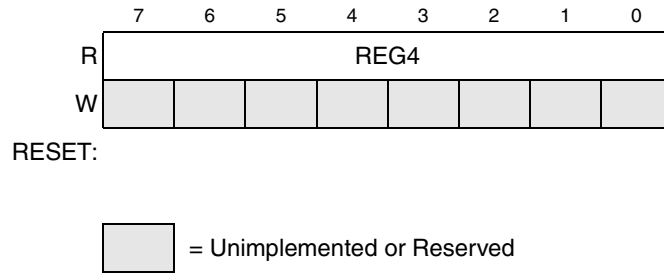 7 6 5 4 3 2 1 0
R REG4
W
RESET:
= Unimplemented or Reserved